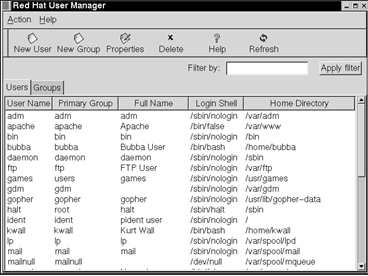 Red Hat User Manager
Action Help
New User New Group Properties Delete Help Refresh
Filter by: Apply filter
Users Groups
User Name Primary Group Full Name Login Shell Home Directory
adm adm adm /sbin/nologin /var/adm
apache apache Apache /bin/false /var/www
bin bin bin /sbin/nologin /bin
bubba bubba Bubba User /bin/bash /home/bubba
daemon daemon daemon /sbin/nologin /sbin
ftp ftp FTP User /sbin/nologin /var/ftp
games users games /sbin/nologin /usr/games
gdm gdm /sbin/nologin /var/gdm
gopher gopher gopher /sbin/nologin /usr/lib/gopher-data
halt root halt /sbin/halt /sbin
ident ident pident user /sbin/nologin /
kwall kwall Kurt Wall /bin/bash /home/kwall
lp lp lp /sbin/nologin /var/spool/lpd
mail mail mail /sbin/nologin /var/spool/mail
mailnull mailnull /dev/null /var/spool/mqueue